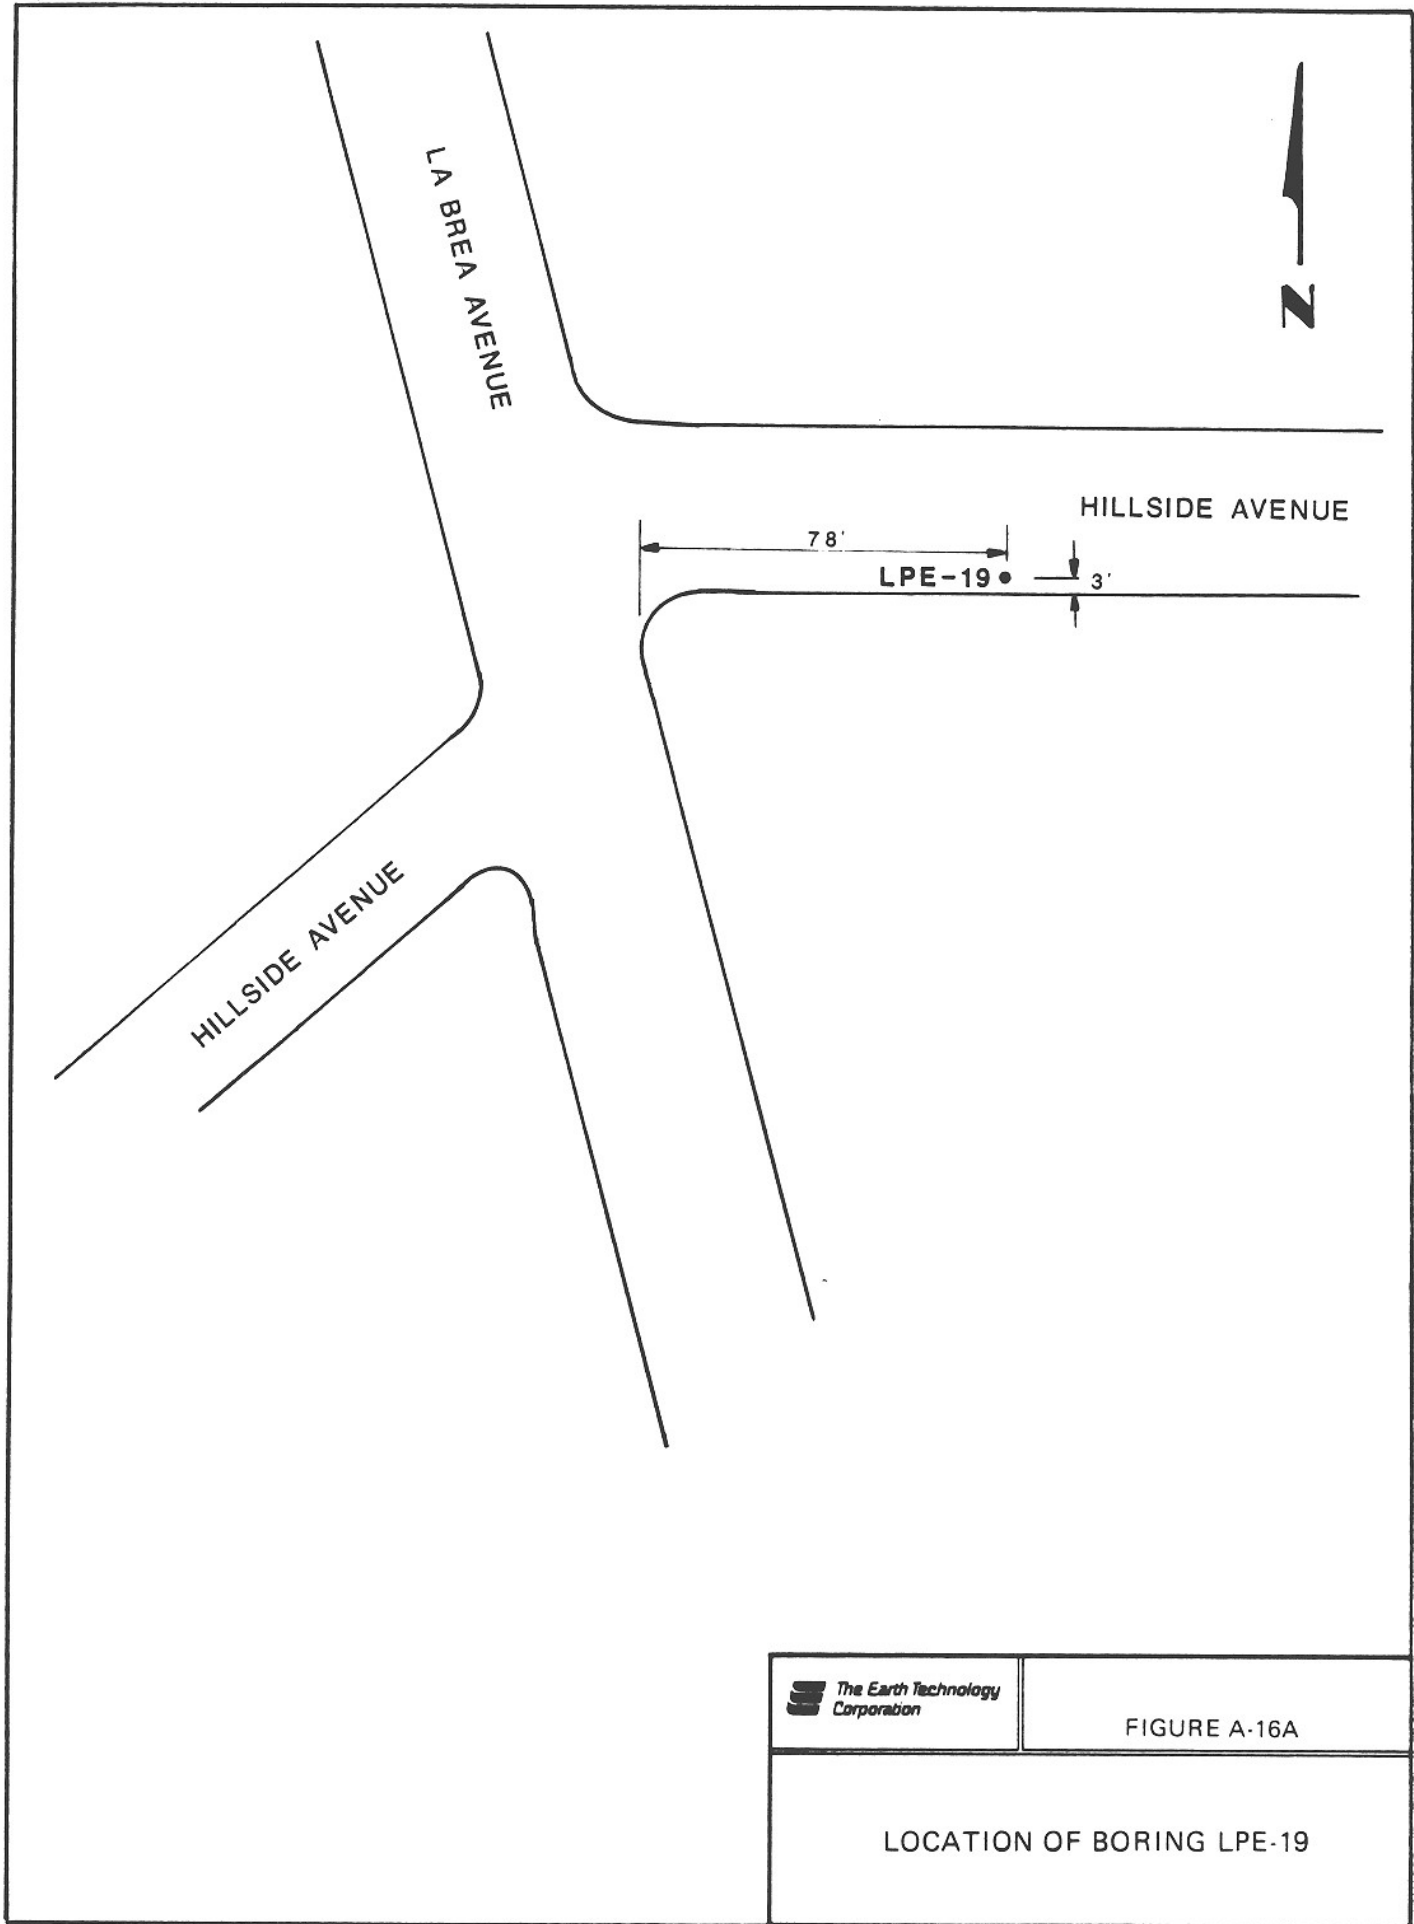 LA BREA AVENUE
N
HILLSIDE AVENUE
78'
LPE-19
3'
HILLSIDE AVENUE
The Earth Technology
Corporation
FIGURE A-16A
LOCATION OF BORING LPE-19